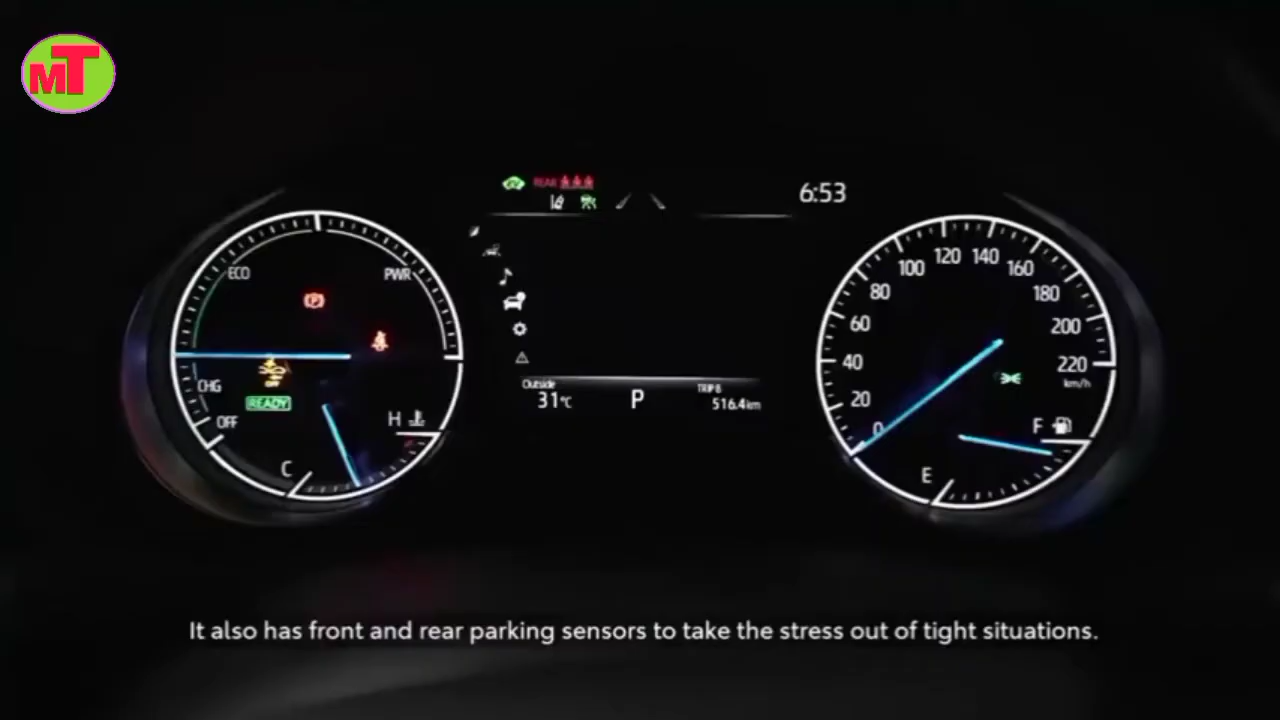 MT
REAR
6:53
ECO
PWR
CHG
OFF
READY
H
C
Outside
31°C
P
TRIP B
516.4km
0
20
40
60
80
100
120
140
160
180
200
220
km/h
F
E
It also has front and rear parking sensors to take the stress out of tight situations.